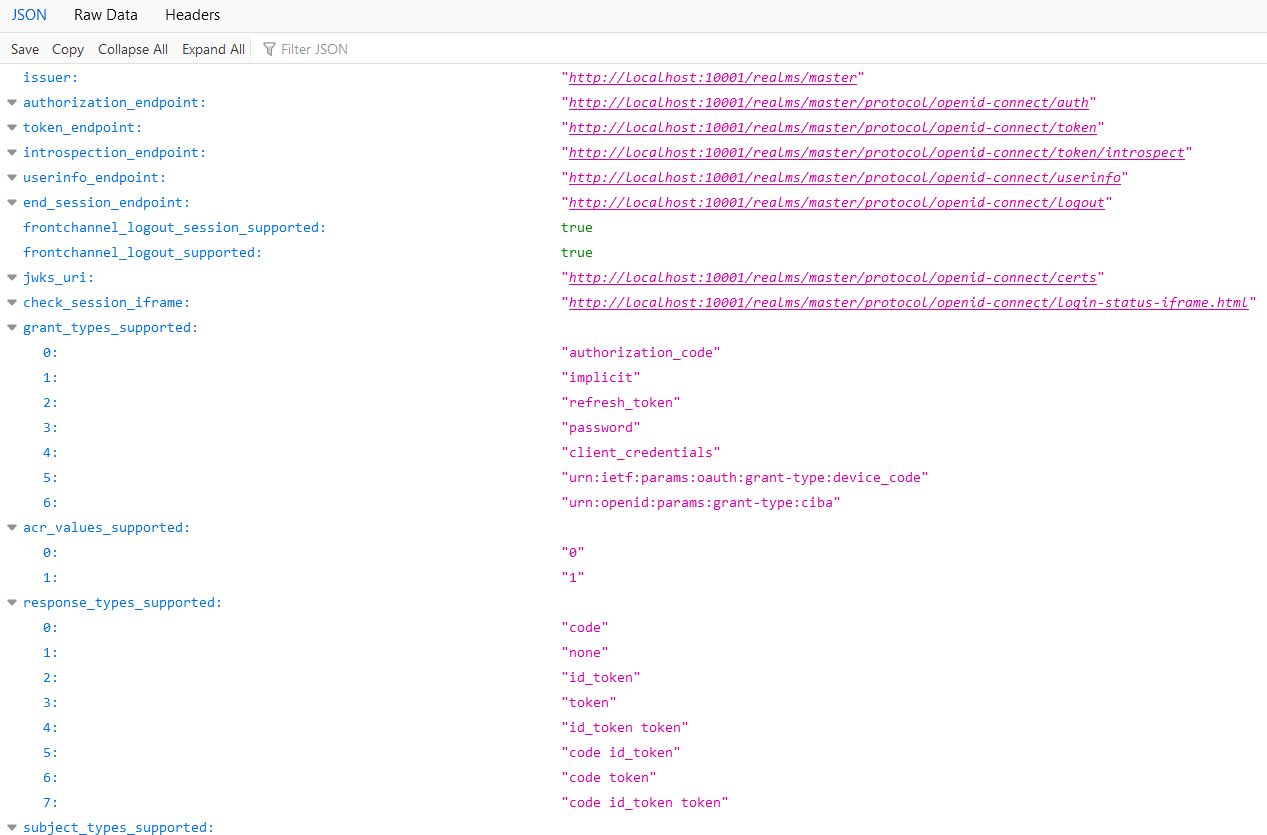 JSON Raw Data Headers
Save Copy Collapse All Expand All Filter JSON
issuer: "http://localhost:10001/realms/master"
authorization_endpoint: "http://localhost:10001/realms/master/protocol/openid-connect/auth"
token_endpoint: "http://localhost:10001/realms/master/protocol/openid-connect/token"
introspection_endpoint: "http://localhost:10001/realms/master/protocol/openid-connect/token/introspect"
userinfo_endpoint: "http://localhost:10001/realms/master/protocol/openid-connect/userinfo"
end_session_endpoint: "http://localhost:10001/realms/master/protocol/openid-connect/logout"
frontchannel_logout_session_supported: true
frontchannel_logout_supported: true
jwks_uri: "http://localhost:10001/realms/master/protocol/openid-connect/certs"
check_session_iframe: "http://localhost:10001/realms/master/protocol/openid-connect/login-status-iframe.html"
grant_types_supported:
0: "authorization_code"
1: "implicit"
2: "refresh_token"
3: "password"
4: "client_credentials"
5: "urn:ietf:params:oauth:grant-type:device_code"
6: "urn:openid:params:grant-type:ciba"
acr_values_supported:
0: "0"
1: "1"
response_types_supported:
0: "code"
1: "none"
2: "id_token"
3: "token"
4: "id_token token"
5: "code id_token"
6: "code token"
7: "code id_token token"
subject_types_supported: